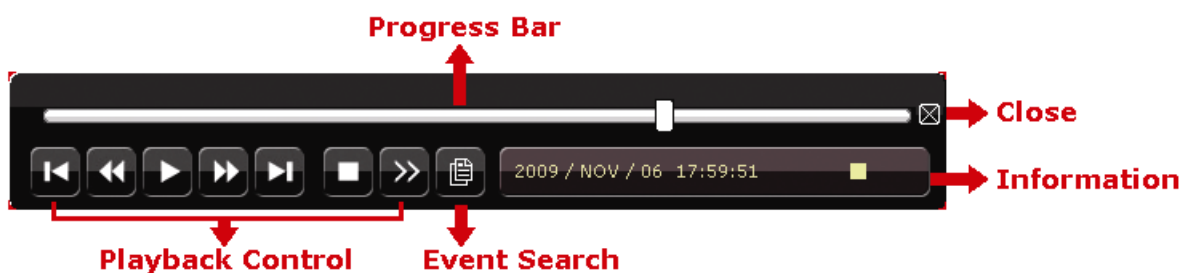 Progress Bar
Close
2009 / NOV / 06 17:59:51
Information
Playback Control
Event Search